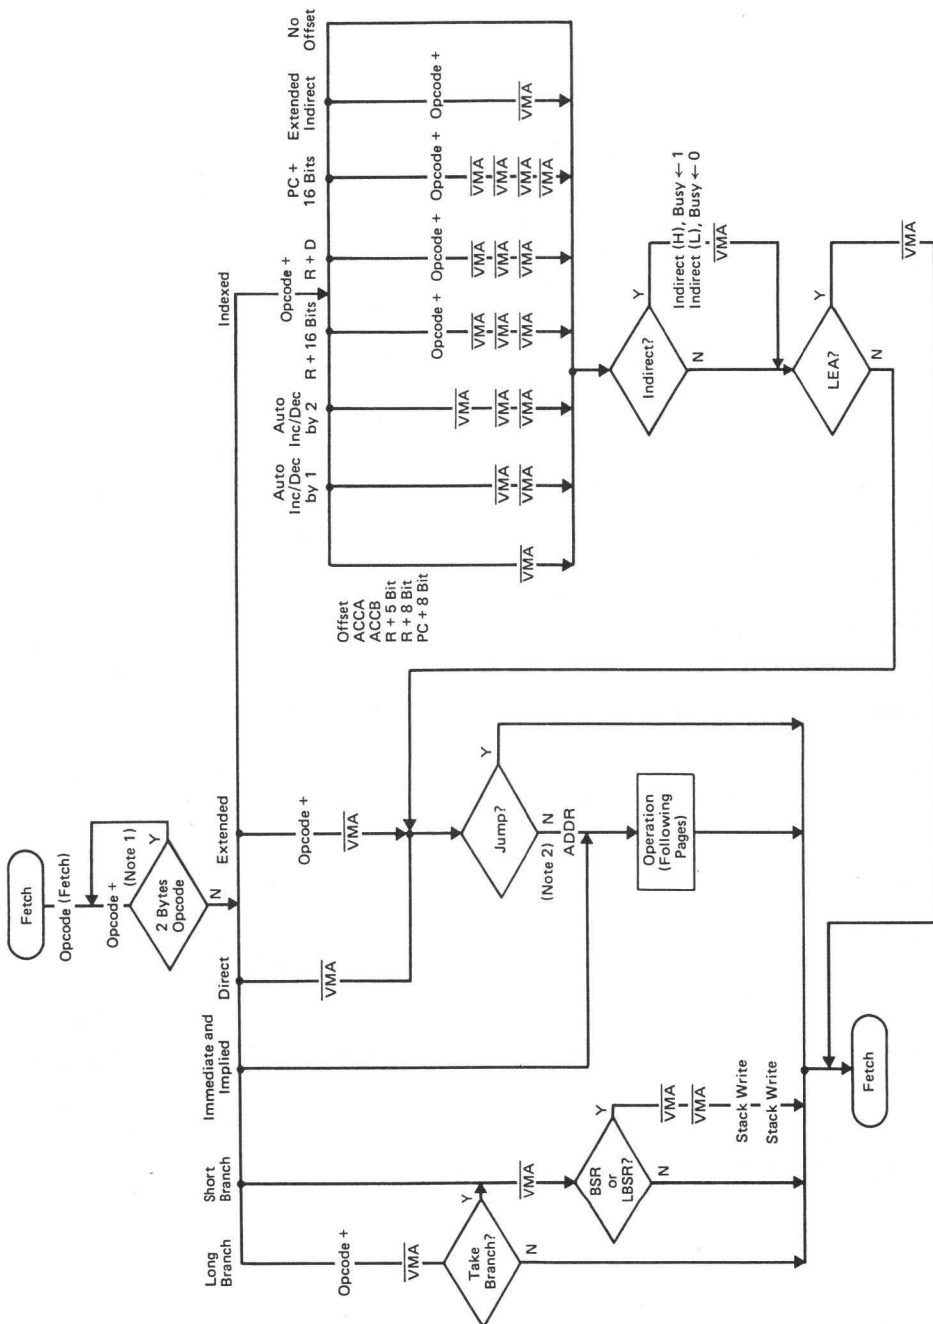 Fetch
Opcode (Fetch)
Opcode +
(Note 1)
2 Bytes
Opcode
Y
N
Long
Branch
Short
Branch
Immediate and
Implied
Direct
Extended
Indexed
Opcode +
VMA
Take
Branch?
Y
N
VMA
BSR
or
LBSR?
Y
N
VMA
VMA
Stack Write
Stack Write
VMA
Opcode +
VMA
Jump?
Y
(Note 2)
N
ADDR
Operation
(Following
Pages)
Fetch
Opcode +
Offset
ACCA
ACCB
R + 5 Bit
R + 8 Bit
PC + 8 Bit
VMA
Auto
Inc/Dec
by 1
VMA
VMA
Auto
Inc/Dec
by 2
VMA
VMA
VMA
R + 16 Bits
Opcode +
VMA
VMA
VMA
R + D
Opcode +
VMA
VMA
VMA
PC +
16 Bits
Opcode +
VMA
VMA
VMA
VMA
Extended
Indirect
Opcode +
Opcode +
VMA
No
Offset
Indirect?
Y
N
Indirect (H), Busy ← 1
Indirect (L), Busy ← 0
VMA
LEA?
Y
N
VMA